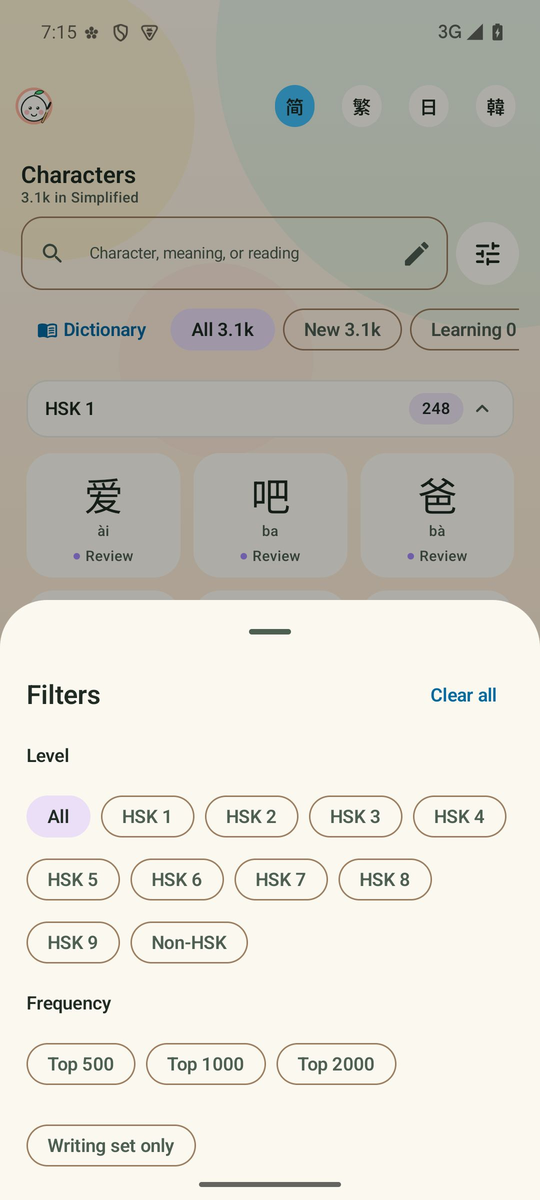 7:15
3G
简 繁 日 韓
Characters
3.1k in Simplified
Character, meaning, or reading
Dictionary All 3.1k New 3.1k Learning 0
HSK 1 248
爱 吧 爸
ài ba bà
Review Review Review
Filters Clear all
Level
All HSK 1 HSK 2 HSK 3 HSK 4
HSK 5 HSK 6 HSK 7 HSK 8
HSK 9 Non-HSK
Frequency
Top 500 Top 1000 Top 2000
Writing set only